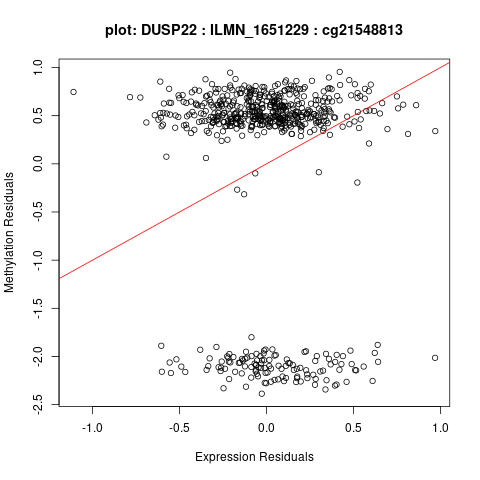 plot: DUSP22 : ILMN_1651229 : cg21548813
Methylation Residuals
1.0
0.5
0.0
-0.5
-1.0
-1.5
-2.0
-2.5
-1.0 -0.5 0.0 0.5 1.0
Expression Residuals